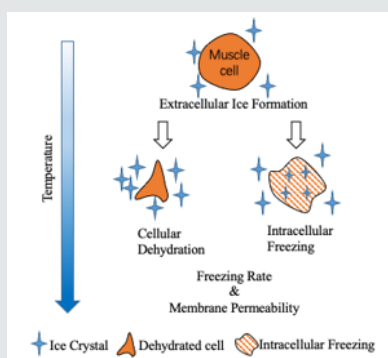 Muscle
cell
Extracellular Ice Formation
Temperature
Cellular
Dehydration
Intracellular
Freezing
Freezing Rate
&
Membrane Permeability
Ice Crystal
Dehydrated cell
Intracellular Freezing